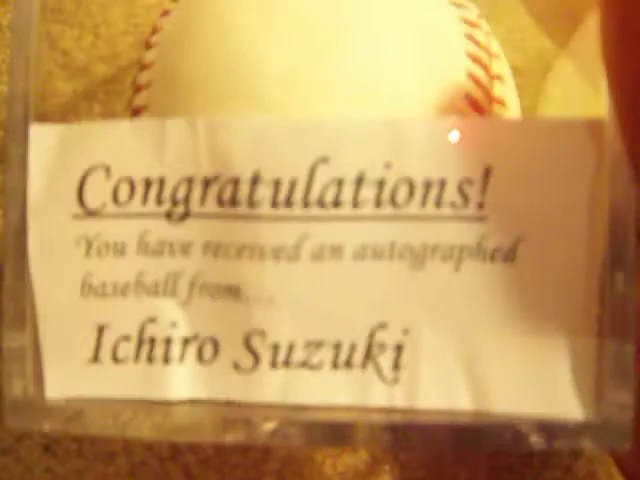 Congratulations!
You have received an autographed
baseball from...
Ichiro Suzuki